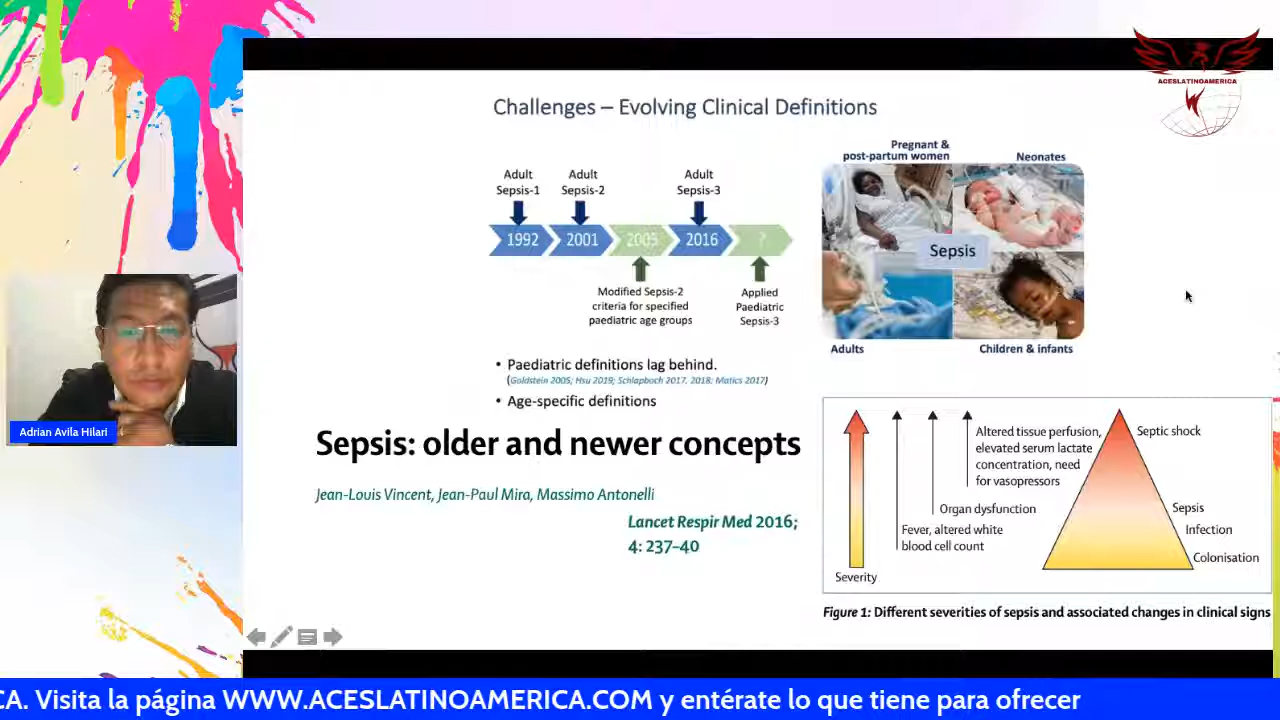 ACESLATINOAMERICA
Challenges – Evolving Clinical Definitions
Adult
Sepsis-1
Adult
Sepsis-2
Adult
Sepsis-3
1992
2001
2005
2016
?
Modified Sepsis-2
criteria for specified
paediatric age groups
Applied
Paediatric
Sepsis-3
Pregnant &
post-partum women
Neonates
Sepsis
Adults
Children & infants
• Paediatric definitions lag behind.
(Goldstein 2005; Hsu 2019; Schlapboch 2017, 2018; Matics 2017)
• Age-specific definitions
Sepsis: older and newer concepts
Jean-Louis Vincent, Jean-Paul Mira, Massimo Antonelli
Lancet Respir Med 2016;
4: 237–40
Altered tissue perfusion,
elevated serum lactate
concentration, need
for vasopressors
Organ dysfunction
Fever, altered white
blood cell count
Severity
Septic shock
Sepsis
Infection
Colonisation
Figure 1: Different severities of sepsis and associated changes in clinical signs
Adrian Avila Hilari
CA. Visita la página WWW.ACESLATINOAMERICA.COM y entérate lo que tiene para ofrecer